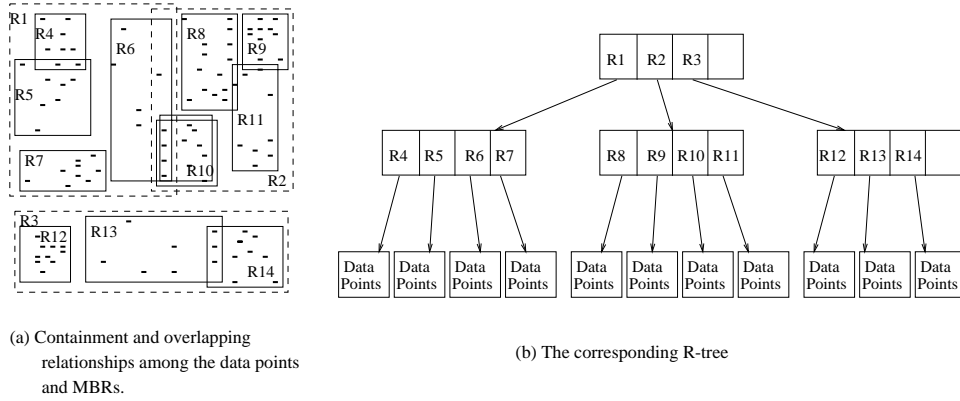 R1
R4
R6
R8
R9
R5
R11
R7
R10
R2
R3
R12
R13
R14
(a) Containment and overlapping
relationships among the data points
and MBRs.
R1 R2 R3
R4 R5 R6 R7
R8 R9 R10 R11
R12 R13 R14
Data Data Data Data Data Data Data Data Data Data Data
Points Points Points Points Points Points Points Points Points Points Points
(b) The corresponding R-tree